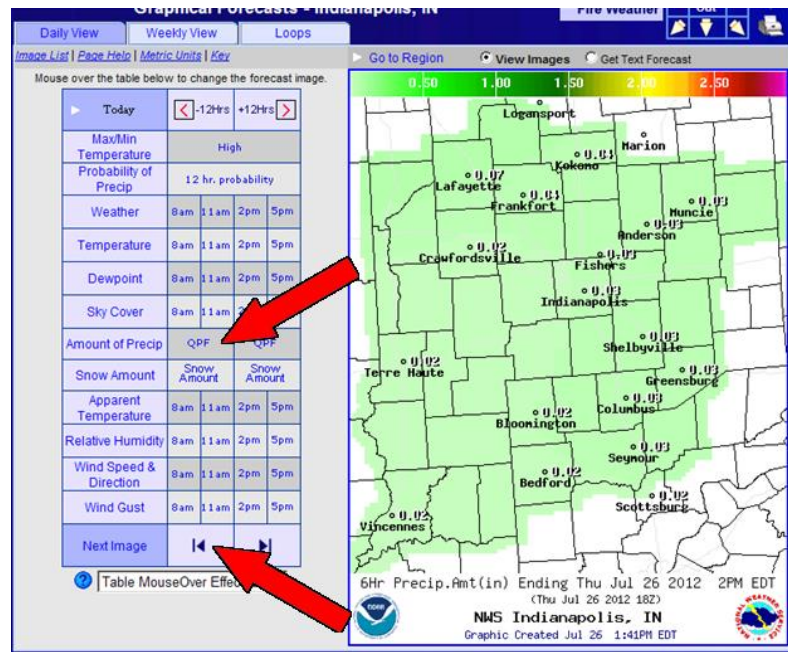 Graphical Forecasts - Indianapolis, IN
Fire Weather
Out
Daily View Weekly View Loops
Image List | Page Help | Metric Units | Key
Mouse over the table below to change the forecast image.
Today -12Hrs +12Hrs
Max/Min
Temperature
High
Probability of
Precip
12 hr. probability
Weather 8am 11am 2pm 5pm
Temperature 8am 11am 2pm 5pm
Dewpoint 8am 11am 2pm 5pm
Sky Cover 8am 11am
Amount of Precip QPF QPF
Snow Amount
Snow
Amount
Snow
Amount
Apparent
Temperature
8am 11am 2pm 5pm
Relative Humidity 8am 11am 2pm 5pm
Wind Speed &
Direction
8am 11am 2pm 5pm
Wind Gust 8am 11am 2pm 5pm
Next Image
Table MouseOver
Go to Region View Images Get Text Forecast
0.50 1.00 1.50 2.00 2.50
Logansport
Marion
0.04
Kokomo
0.07
Lafayette
0.04
Frankfort
0.03
Muncie
0.03
Anderson
0.02
Crawfordsville
0.03
Fishers
0.03
Indianapolis
0.03
Shelbyville
0.02
Terre Haute
0.03
Greensburg
0.03
Columbus
0.02
Bloomington
0.03
Seymour
0.02
Bedford
0.02
Scottsburg
0.02
Vincennes
6Hr Precip.Amt(in) Ending Thu Jul 26 2012 2PM EDT
(Thu Jul 26 2012 18Z)
NWS Indianapolis, IN
Graphic Created Jul 26 1:41PM EDT